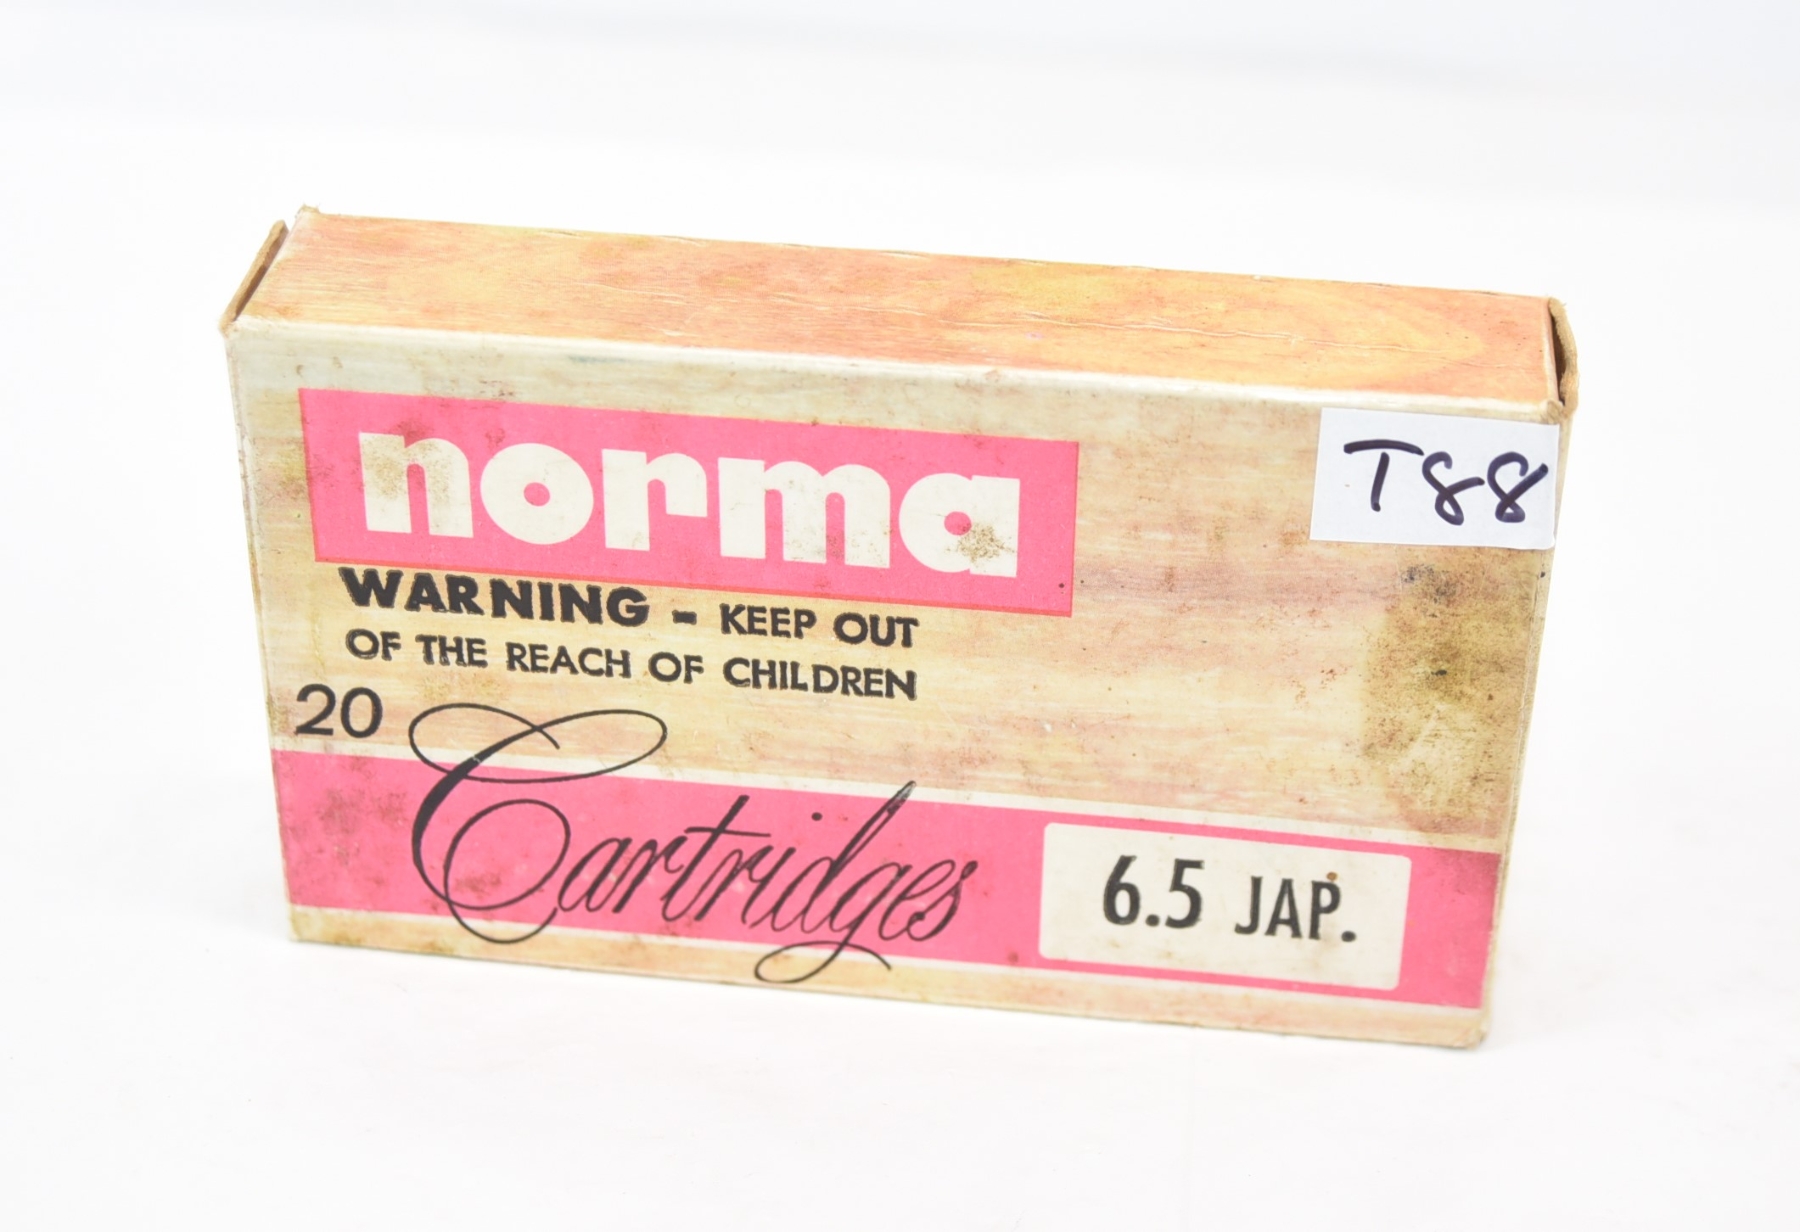 norma
T88
WARNING - KEEP OUT
OF THE REACH OF CHILDREN
20 Cartridges
6.5 JAP.